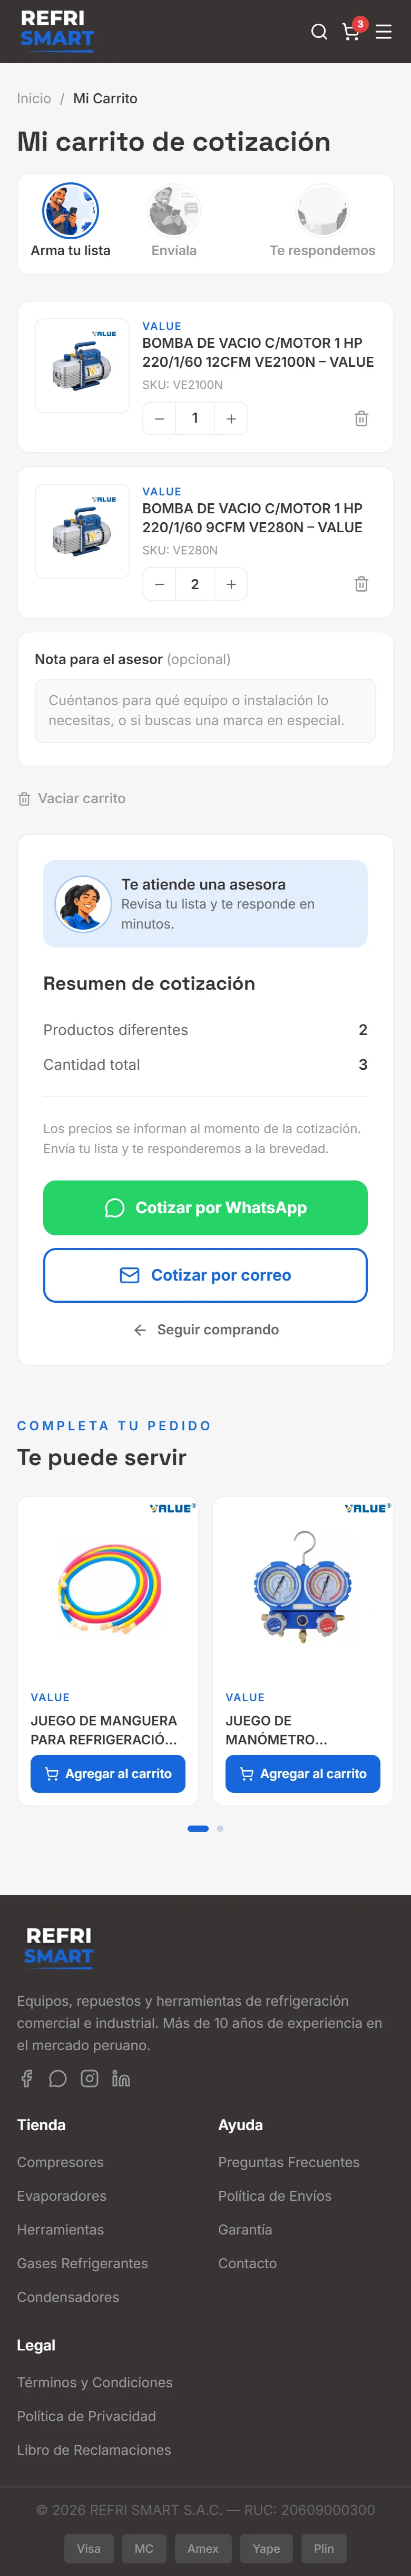 REFRI
SMART
3
Inicio / Mi Carrito
Mi carrito de cotización
Arma tu lista
Envíala
Te respondemos
VALUE
VALUE
BOMBA DE VACIO C/MOTOR 1 HP
220/1/60 12CFM VE2100N – VALUE
SKU: VE2100N
1
VALUE
VALUE
BOMBA DE VACIO C/MOTOR 1 HP
220/1/60 9CFM VE280N – VALUE
SKU: VE280N
2
Nota para el asesor (opcional)
Cuéntanos para qué equipo o instalación lo
necesitas, o si buscas una marca en especial.
Vaciar carrito
Te atiende una asesora
Revisa tu lista y te responde en
minutos.
Resumen de cotización
Productos diferentes 2
Cantidad total 3
Los precios se informan al momento de la cotización.
Envía tu lista y te responderemos a la brevedad.
Cotizar por WhatsApp
Cotizar por correo
Seguir comprando
COMPLETA TU PEDIDO
Te puede servir
VALUE®
VALUE
JUEGO DE MANGUERA
PARA REFRIGERACIÓ...
Agregar al carrito
VALUE®
VALUE
JUEGO DE
MANÓMETRO...
Agregar al carrito
REFRI
SMART
Equipos, repuestos y herramientas de refrigeración
comercial e industrial. Más de 10 años de experiencia en
el mercado peruano.
Tienda
Compresores
Evaporadores
Herramientas
Gases Refrigerantes
Condensadores
Ayuda
Preguntas Frecuentes
Política de Envíos
Garantía
Contacto
Legal
Términos y Condiciones
Política de Privacidad
Libro de Reclamaciones
© 2026 REFRI SMART S.A.C. — RUC: 20609000300
Visa MC Amex Yape Plin